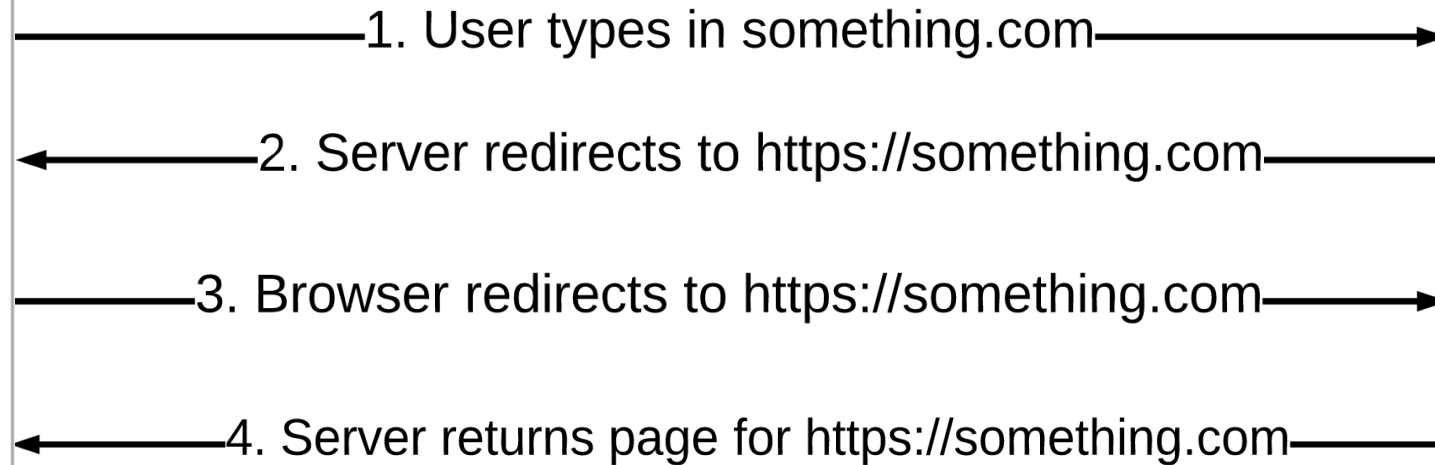 1. User types in something.com
2. Server redirects to https://something.com
3. Browser redirects to https://something.com
4. Server returns page for https://something.com